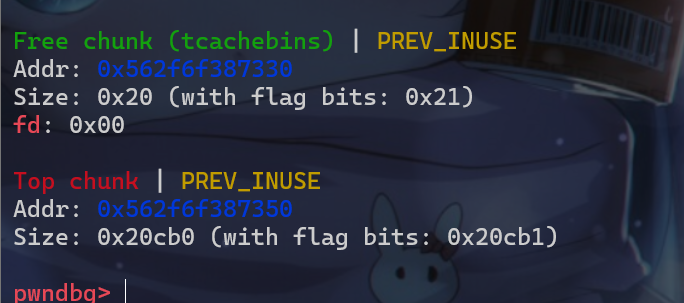 Free chunk (tcachebins) | PREV_INUSE
Addr: 0x562f6f387330
Size: 0x20 (with flag bits: 0x21)
fd: 0x00
Top chunk | PREV_INUSE
Addr: 0x562f6f387350
Size: 0x20cb0 (with flag bits: 0x20cb1)
pwndbg>